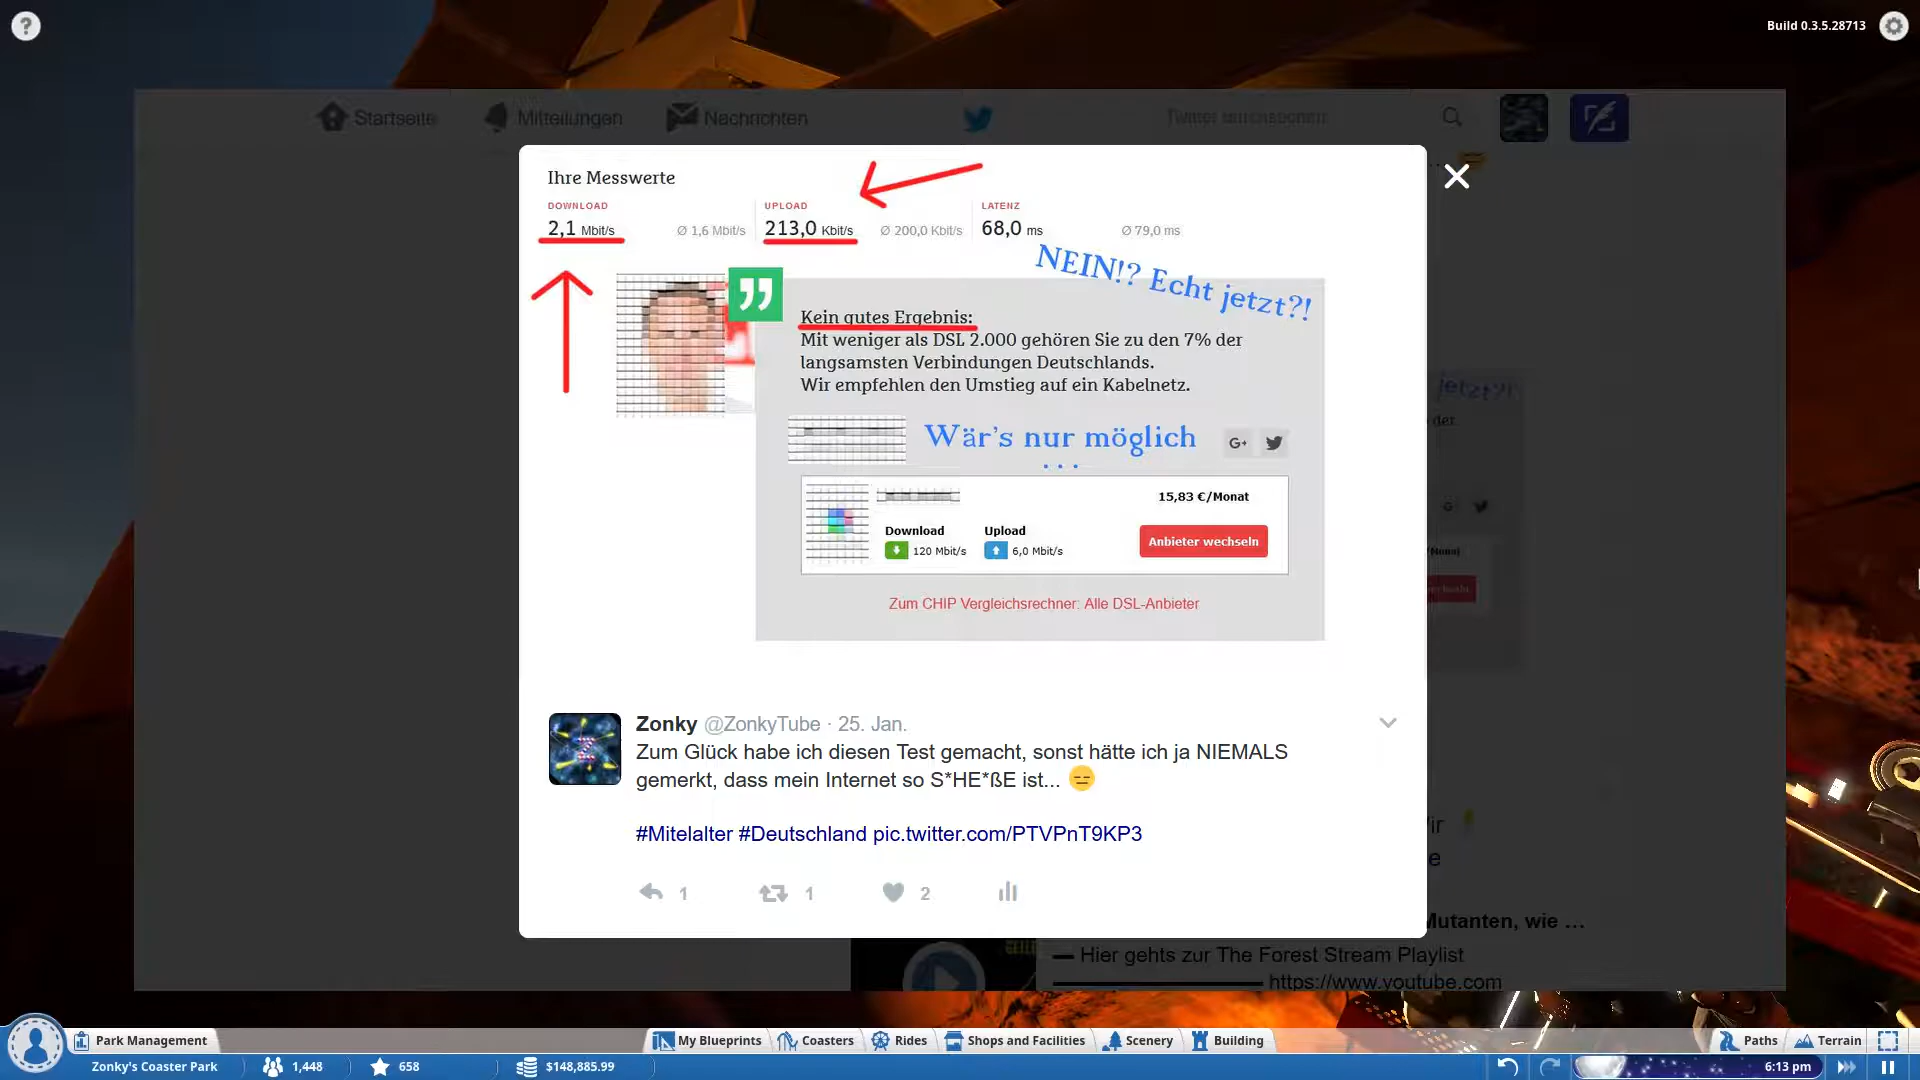 Build 0.3.5.28713
Startseite Mitteilungen Nachrichten
Ihre Messwerte
DOWNLOAD UPLOAD LATENZ
2,1 Mbit/s Ø 1,6 Mbit/s 213,0 Kbit/s Ø 200,0 Kbit/s 68,0 ms Ø 79,0 ms
NEIN!? Echt jetzt?!
Kein gutes Ergebnis:
Mit weniger als DSL 2.000 gehören Sie zu den 7% der
langsamsten Verbindungen Deutschlands.
Wir empfehlen den Umstieg auf ein Kabelnetz.
Wär's nur möglich
...
G+
15,83 €/Monat
Download Upload
120 Mbit/s 6,0 Mbit/s
Anbieter wechseln
Zum CHIP Vergleichsrechner: Alle DSL-Anbieter
jetzt?!
der
Zonky @ZonkyTube · 25. Jan.
Zum Glück habe ich diesen Test gemacht, sonst hätte ich ja NIEMALS
gemerkt, dass mein Internet so S*HE*ßE ist...
#Mitelalter #Deutschland pic.twitter.com/PTVPnT9KP3
1 1 2
Mutanten, wie ...
Hier gehts zur The Forest Stream Playlist
https://www.youtube.com
Park Management My Blueprints Coasters Rides Shops and Facilities Scenery Building Paths Terrain
Zonky's Coaster Park 1,448 658 $148,885.99 6:13 pm